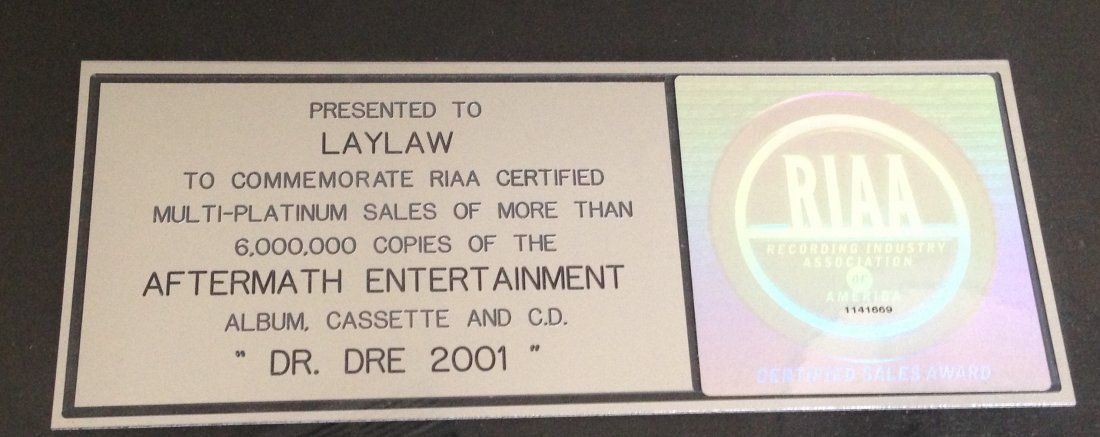 PRESENTED TO
LAYLAW
TO COMMEMORATE RIAA CERTIFIED
MULTI-PLATINUM SALES OF MORE THAN
6,000,000 COPIES OF THE
AFTERMATH ENTERTAINMENT
ALBUM, CASSETTE AND C.D.
" DR. DRE 2001 "
RIAA
RECORDING INDUSTRY
ASSOCIATION
OF
AMERICA
1141669
CERTIFIED SALES AWARD